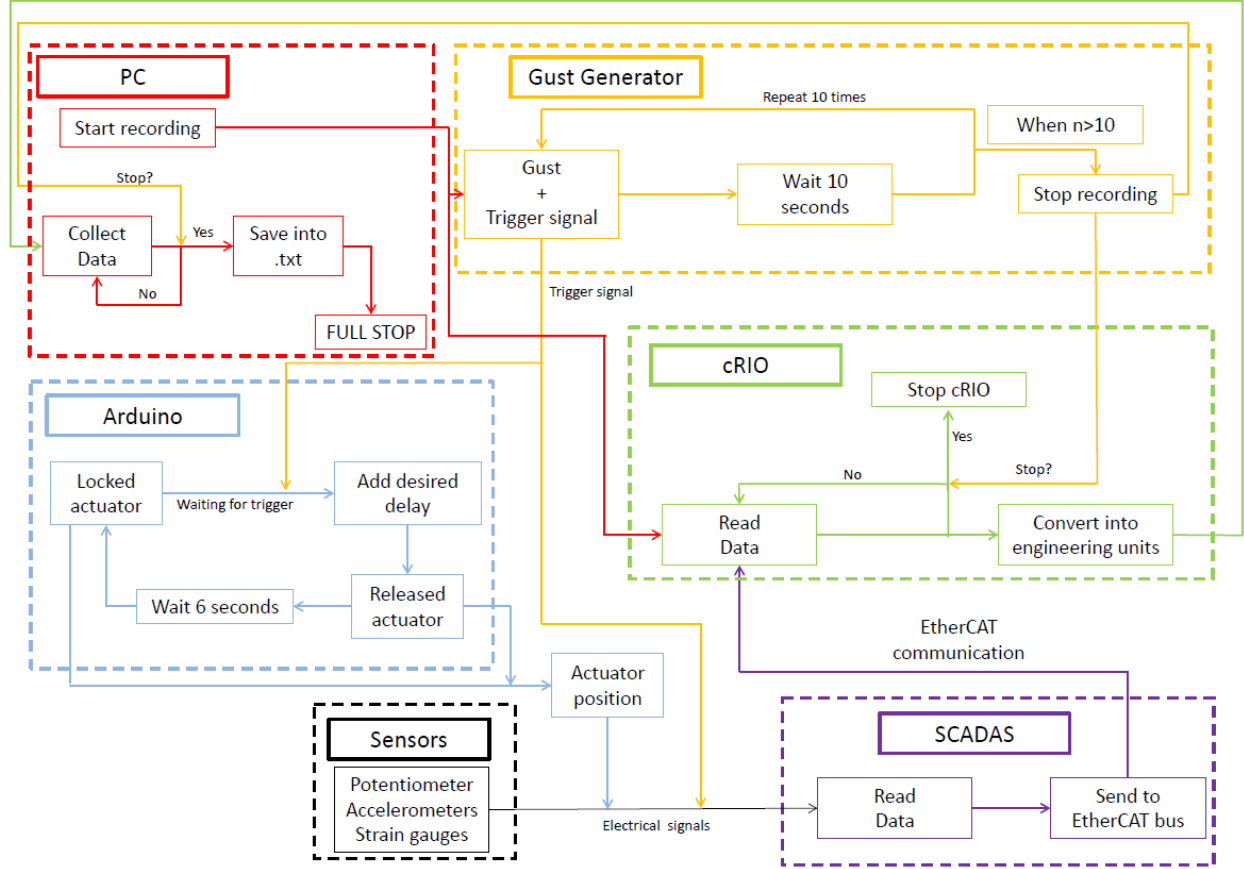 PC
Start recording
Stop?
Collect
Data
Yes
No
Save into
.txt
FULL STOP
Gust Generator
Repeat 10 times
When n>10
Gust
+
Trigger signal
Wait 10
seconds
Stop recording
Trigger signal
cRIO
Stop cRIO
Yes
No
Stop?
Read
Data
Convert into
engineering units
Arduino
Locked
actuator
Waiting for trigger
Add desired
delay
Wait 6 seconds
Released
actuator
Actuator
position
EtherCAT
communication
Sensors
Potentiometer
Accelerometers
Strain gauges
Electrical signals
SCADAS
Read
Data
Send to
EtherCAT bus